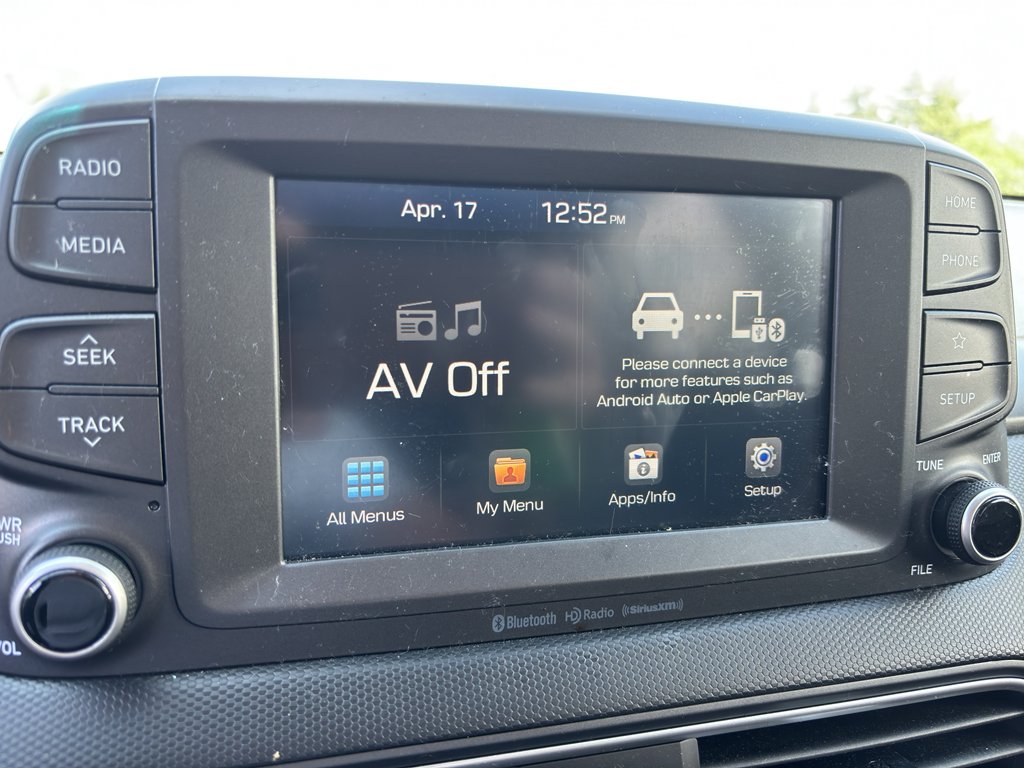 RADIO
MEDIA
SEEK
TRACK
VOL
Apr. 17 12:52 PM
AV Off
Please connect a device
for more features such as
Android Auto or Apple CarPlay.
All Menus
My Menu
Apps/Info
Setup
HOME
PHONE
SETUP
TUNE
ENTER
FILE
Bluetooth HD Radio ((SiriusXM))